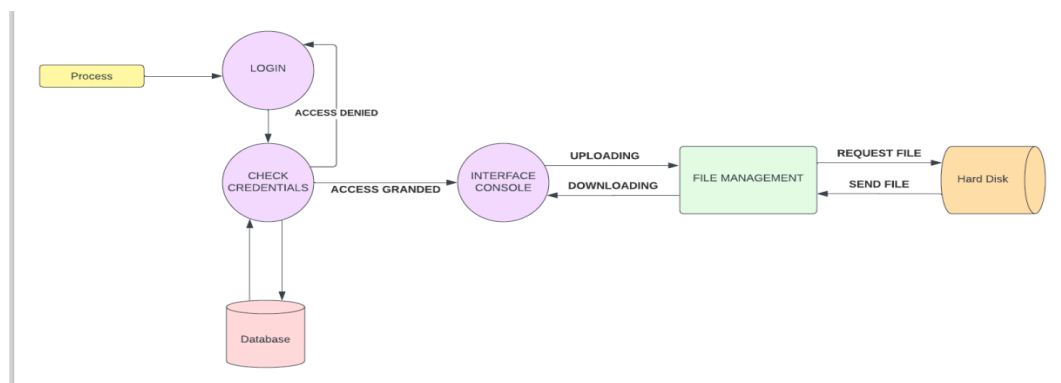 LOGIN
Process
ACCESS DENIED
CHECK
CREDENTIALS
ACCESS GRANDED
INTERFACE
CONSOLE
UPLOADING
DOWNLOADING
FILE MANAGEMENT
REQUEST FILE
SEND FILE
Hard Disk
Database